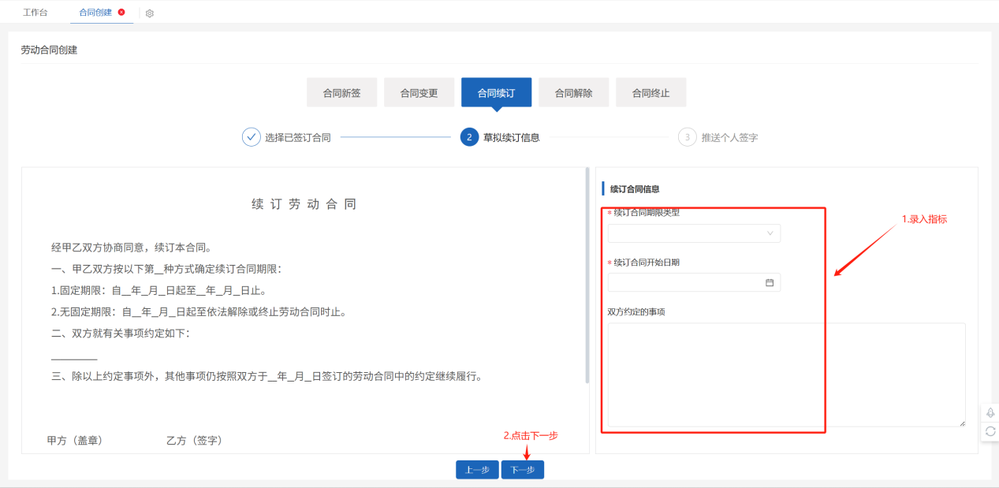 工作台 合同创建
劳动合同创建
合同新签 合同变更 合同续订 合同解除 合同终止
选择已签订合同 2 草拟续订信息 3 推送个人签字
续订劳动合同
经甲乙双方协商同意，续订本合同。
一、甲乙双方按以下第__种方式确定续订合同期限：
1.固定期限：自__年_月_日起至__年_月_日止。
2.无固定期限：自__年_月_日起至依法解除或终止劳动合同时止。
二、双方就有关事项约定如下：
________
三、除以上约定事项外，其他事项仍按照双方于__年_月_日签订的劳动合同中的约定继续履行。
甲方（盖章） 乙方（签字）
续订合同信息
* 续订合同期限类型
* 续订合同开始日期
双方约定的事项
1.录入指标
2.点击下一步
上一步 下一步